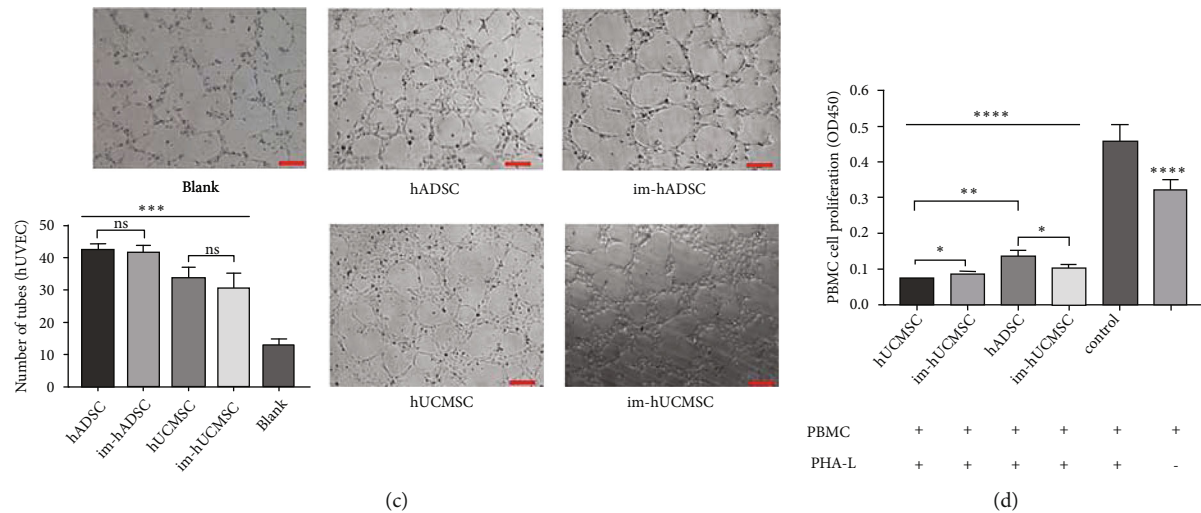 Blank
hADSC
im-hADSC
Number of tubes (hUVEC)
50
40
30
20
10
0
***
ns
ns
hADSC
im-hADSC
hUCMSC
im-hUCMSC
Blank
hUCMSC
im-hUCMSC
(c)
PBMC cell proliferation (OD450)
0.6
0.5
0.4
0.3
0.2
0.1
0.0
****
**
*
*
****
hUCMSC
im-hUCMSC
hADSC
im-hUCMSC
control
PBMC + + + + + +
PHA-L + + + + + -
(d)